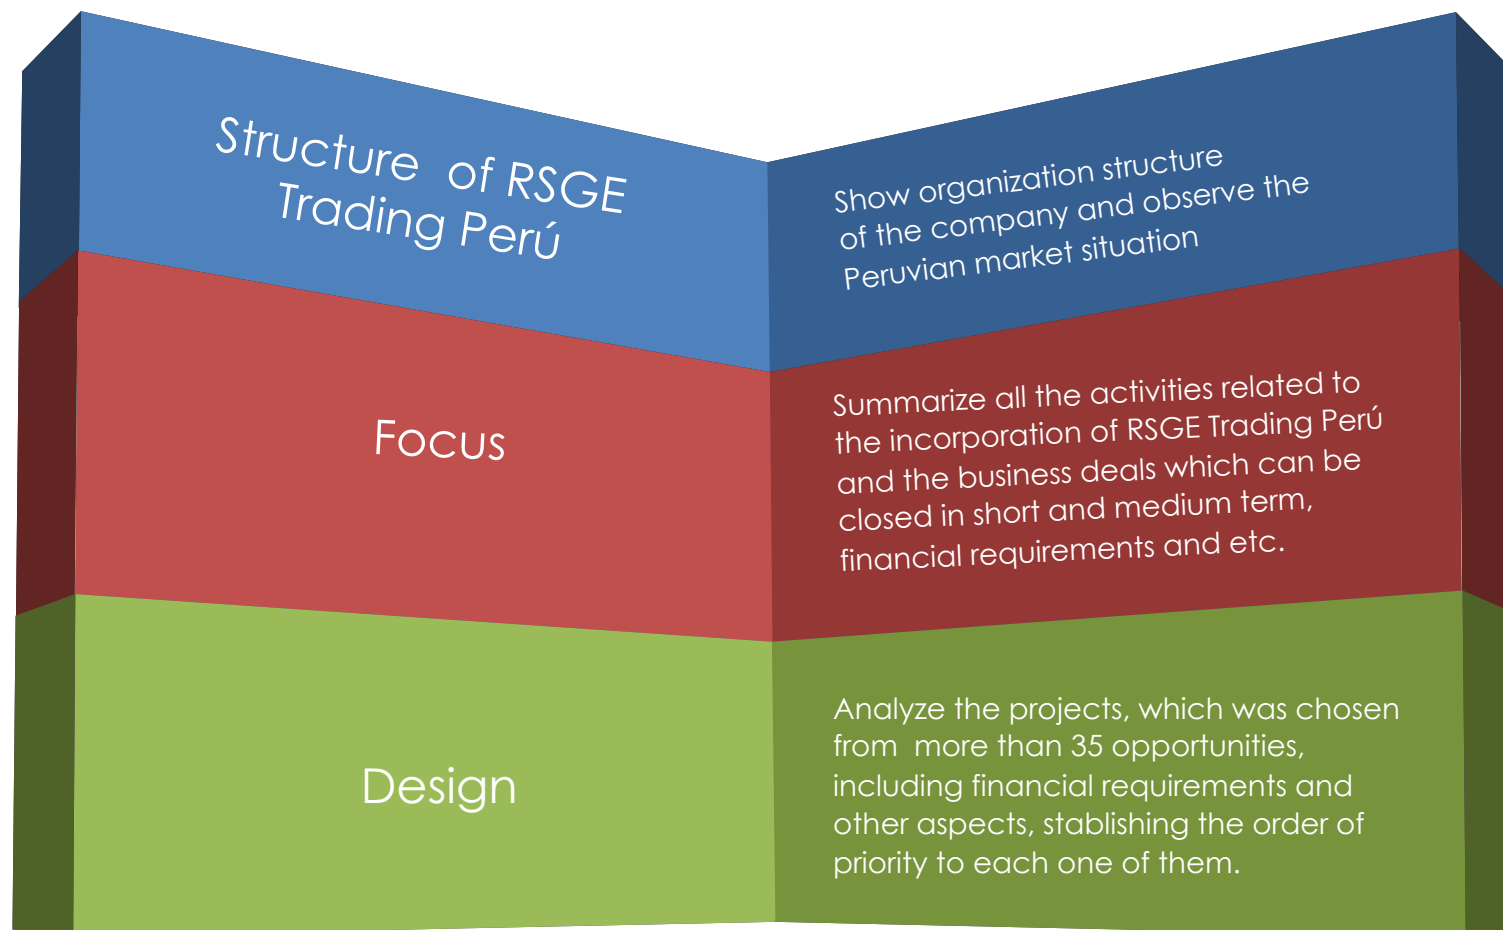 Structure  of RSGE
Trading Perú
Show organization structure
of the company and observe the
Peruvian market situation
Focus
Summarize all the activities related to
the incorporation of RSGE Trading Perú
and the business deals which can be
closed in short and medium term,
financial requirements and etc.
Design
Analyze the projects, which was chosen
from  more than 35 opportunities,
including financial requirements and
other aspects, stablishing the order of
priority to each one of them.